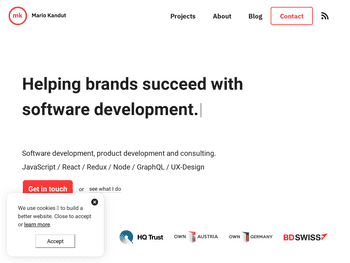 mk Mario Kandut
Projects About Blog Contact
Helping brands succeed with
software development.
Software development, product development and consulting.
JavaScript / React / Redux / Node / GraphQL / UX-Design
Get in touch or see what I do
We use cookies to build a
better website. Close to accept
or learn more.
Accept
HQ Trust OWN AUSTRIA OWN GERMANY BDSWISS